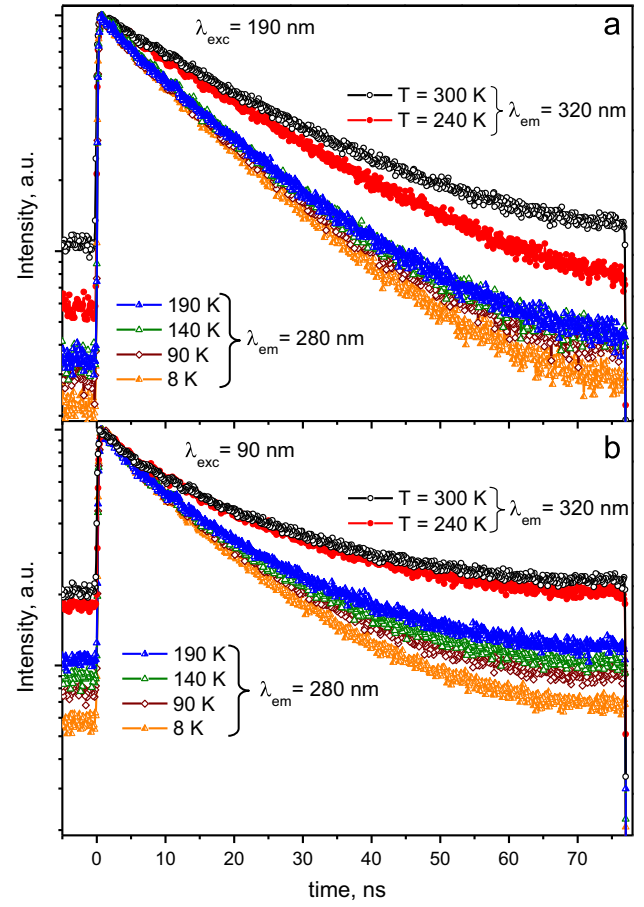 λexc= 190 nm
a
T = 300 K
T = 240 K
λem= 320 nm
Intensity, a.u.
190 K
140 K
90 K
8 K
λem= 280 nm
λexc= 90 nm
b
T = 300 K
T = 240 K
λem= 320 nm
Intensity, a.u.
190 K
140 K
90 K
8 K
λem= 280 nm
0 10 20 30 40 50 60 70
time, ns